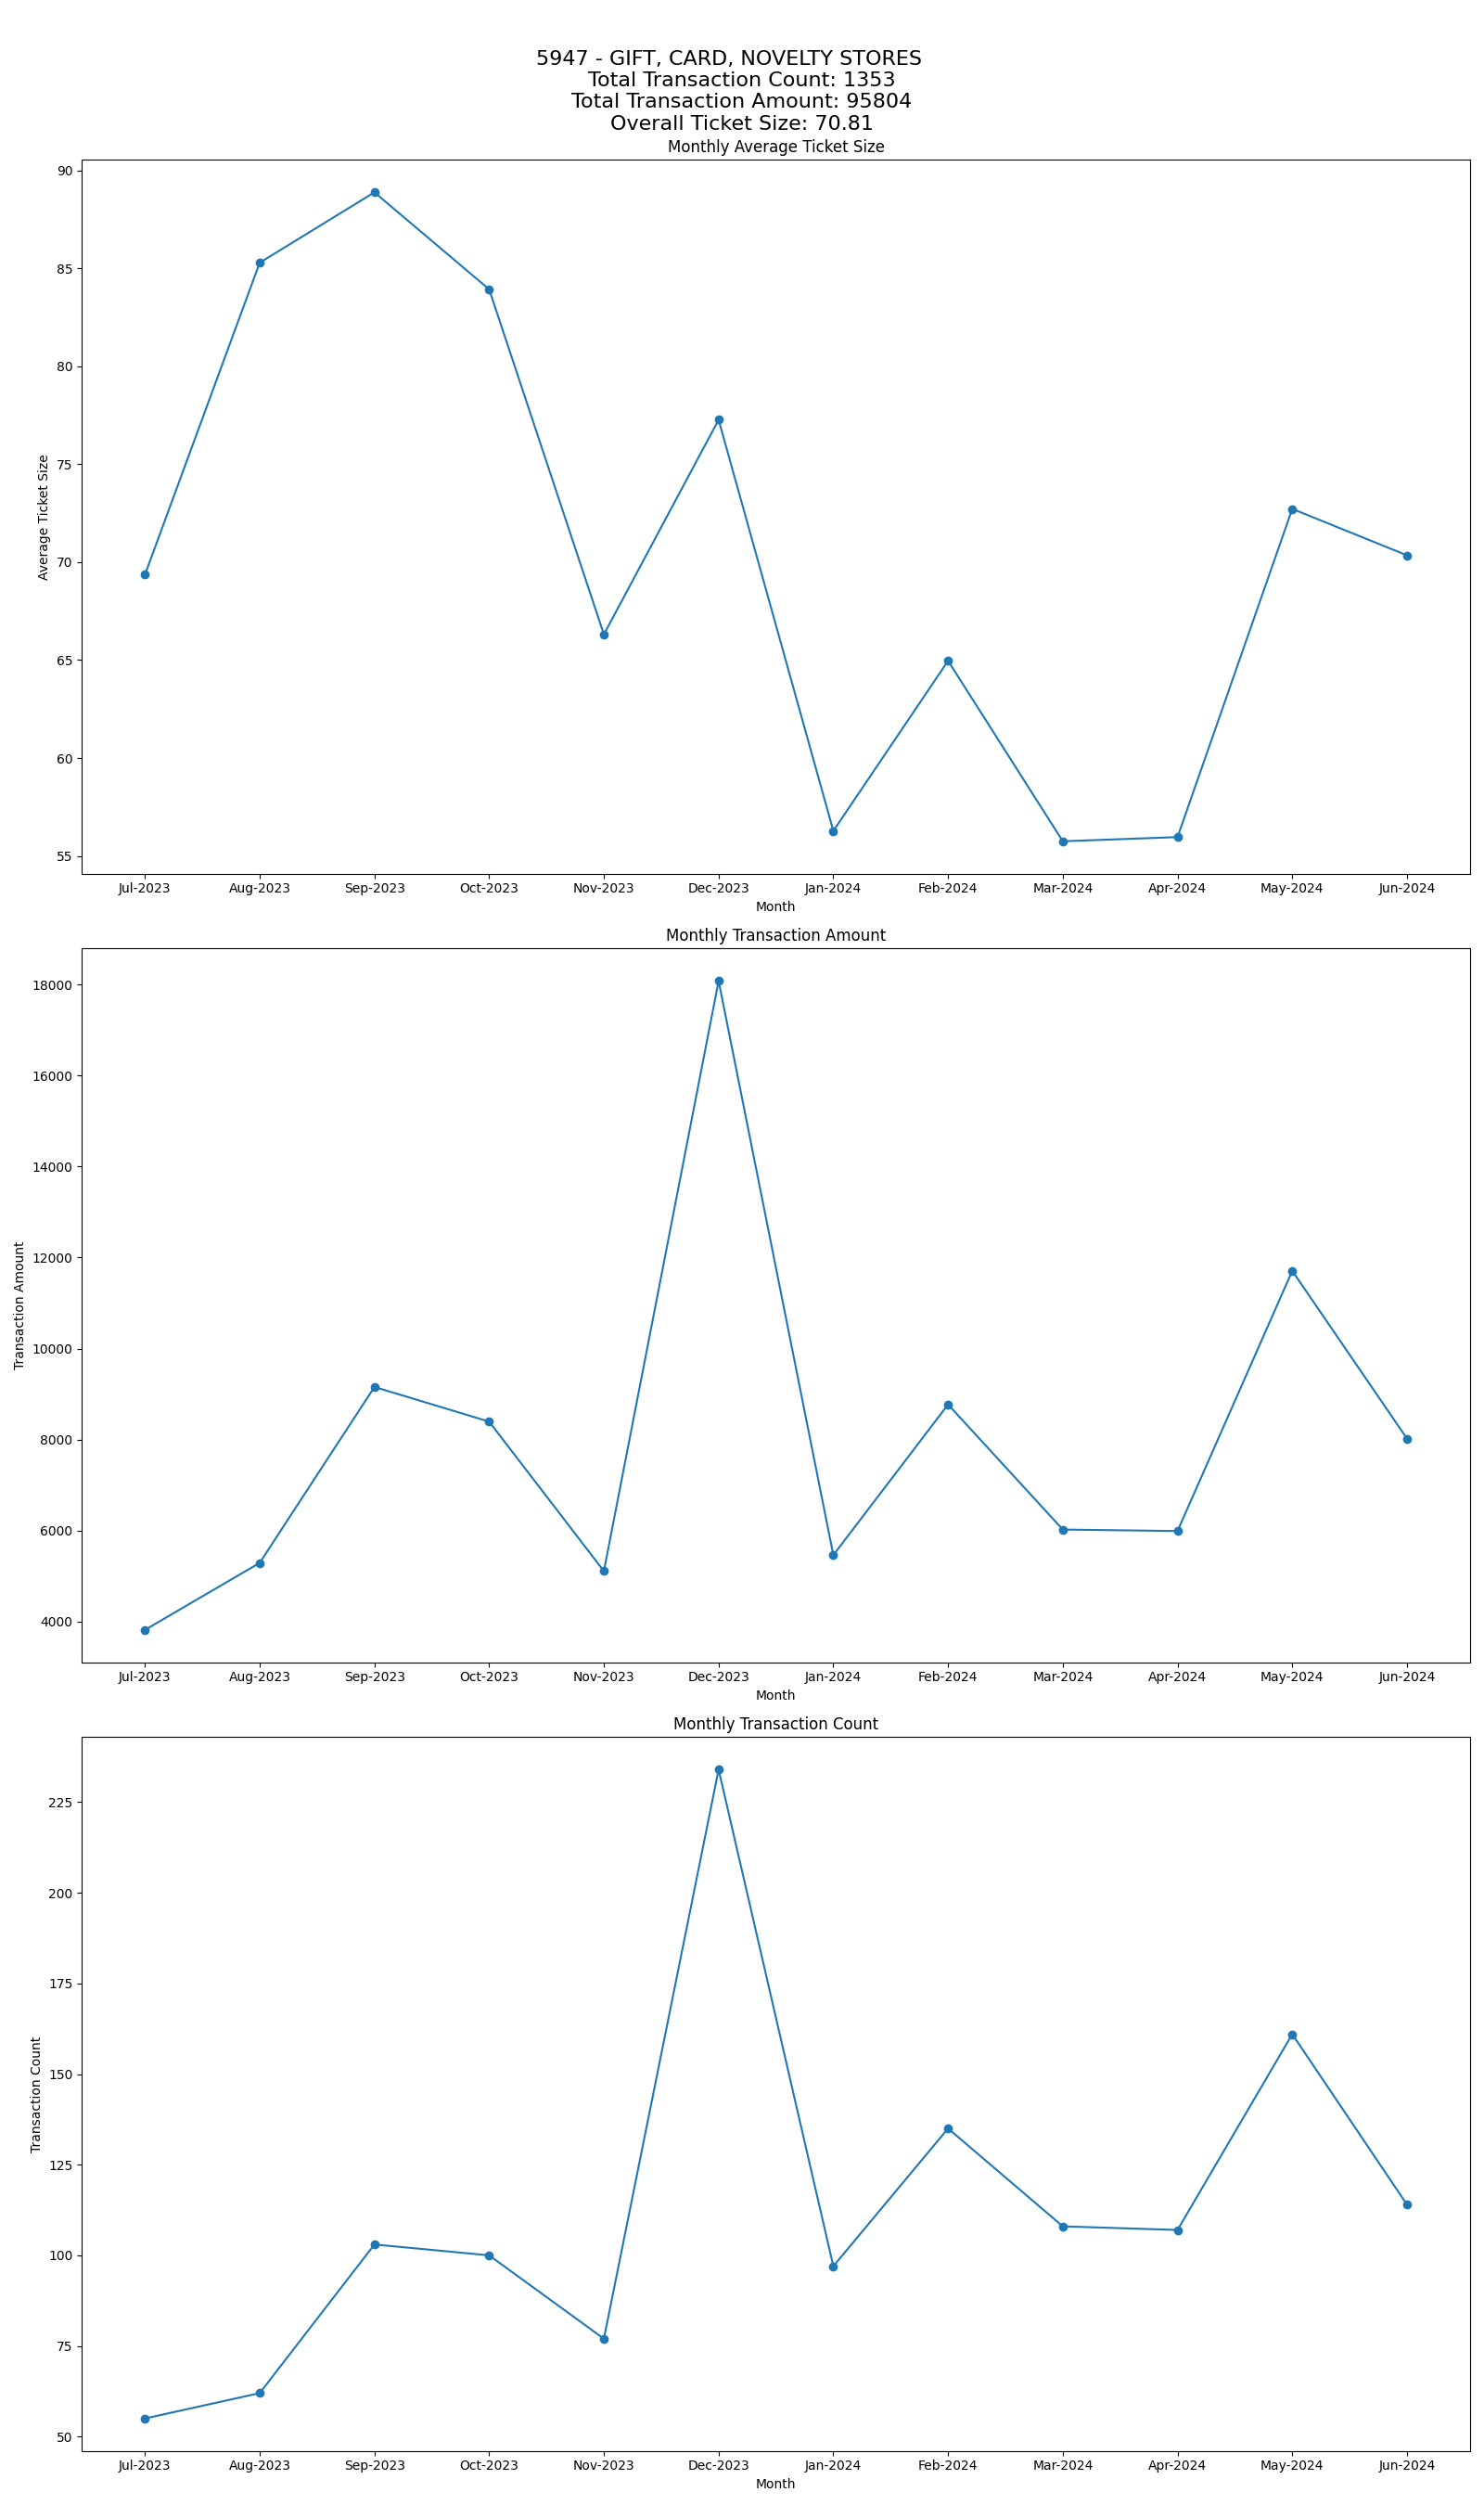 5947 - GIFT, CARD, NOVELTY STORES
Total Transaction Count: 1353
Total Transaction Amount: 95804
Overall Ticket Size: 70.81
Monthly Average Ticket Size
90
85
80
75
70
65
60
55
Average Ticket Size
Jul-2023 Aug-2023 Sep-2023 Oct-2023 Nov-2023 Dec-2023 Jan-2024 Feb-2024 Mar-2024 Apr-2024 May-2024 Jun-2024
Month
Monthly Transaction Amount
18000
16000
14000
12000
10000
8000
6000
4000
Transaction Amount
Jul-2023 Aug-2023 Sep-2023 Oct-2023 Nov-2023 Dec-2023 Jan-2024 Feb-2024 Mar-2024 Apr-2024 May-2024 Jun-2024
Month
Monthly Transaction Count
225
200
175
150
125
100
75
50
Transaction Count
Jul-2023 Aug-2023 Sep-2023 Oct-2023 Nov-2023 Dec-2023 Jan-2024 Feb-2024 Mar-2024 Apr-2024 May-2024 Jun-2024
Month